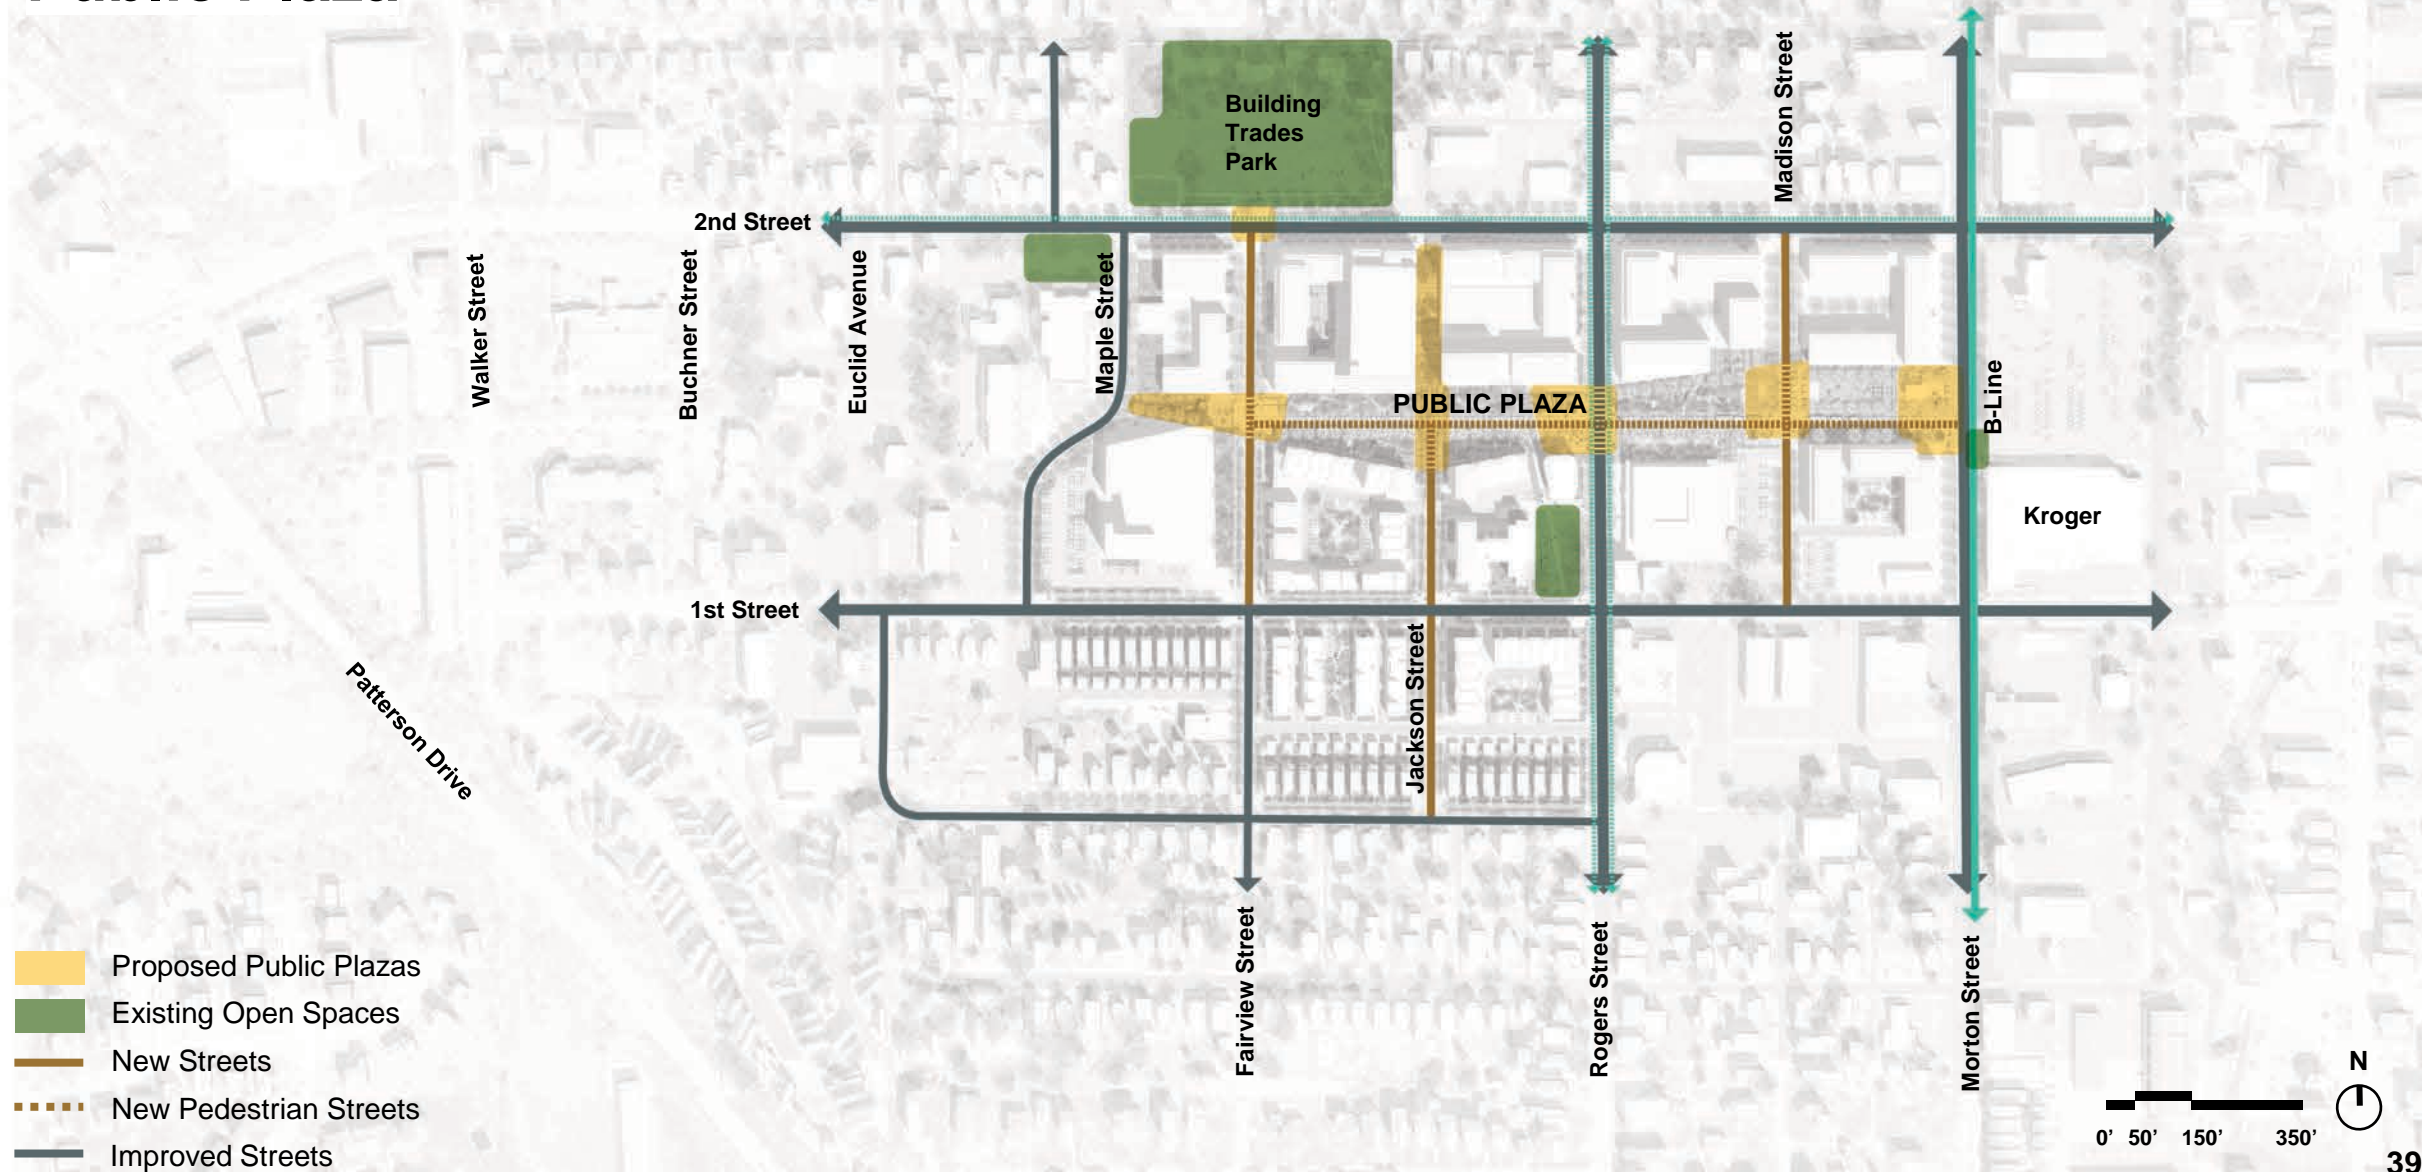 Public Plaza
Building
Trades
Park
Madison Street
2nd Street
Walker Street
Buchner Street
Euclid Avenue
Maple Street
PUBLIC PLAZA
B-Line
Kroger
1st Street
Jackson Street
Patterson Drive
Fairview Street
Rogers Street
Morton Street
Proposed Public Plazas
Existing Open Spaces
New Streets
New Pedestrian Streets
Improved Streets
N
0' 50' 150' 350'
39